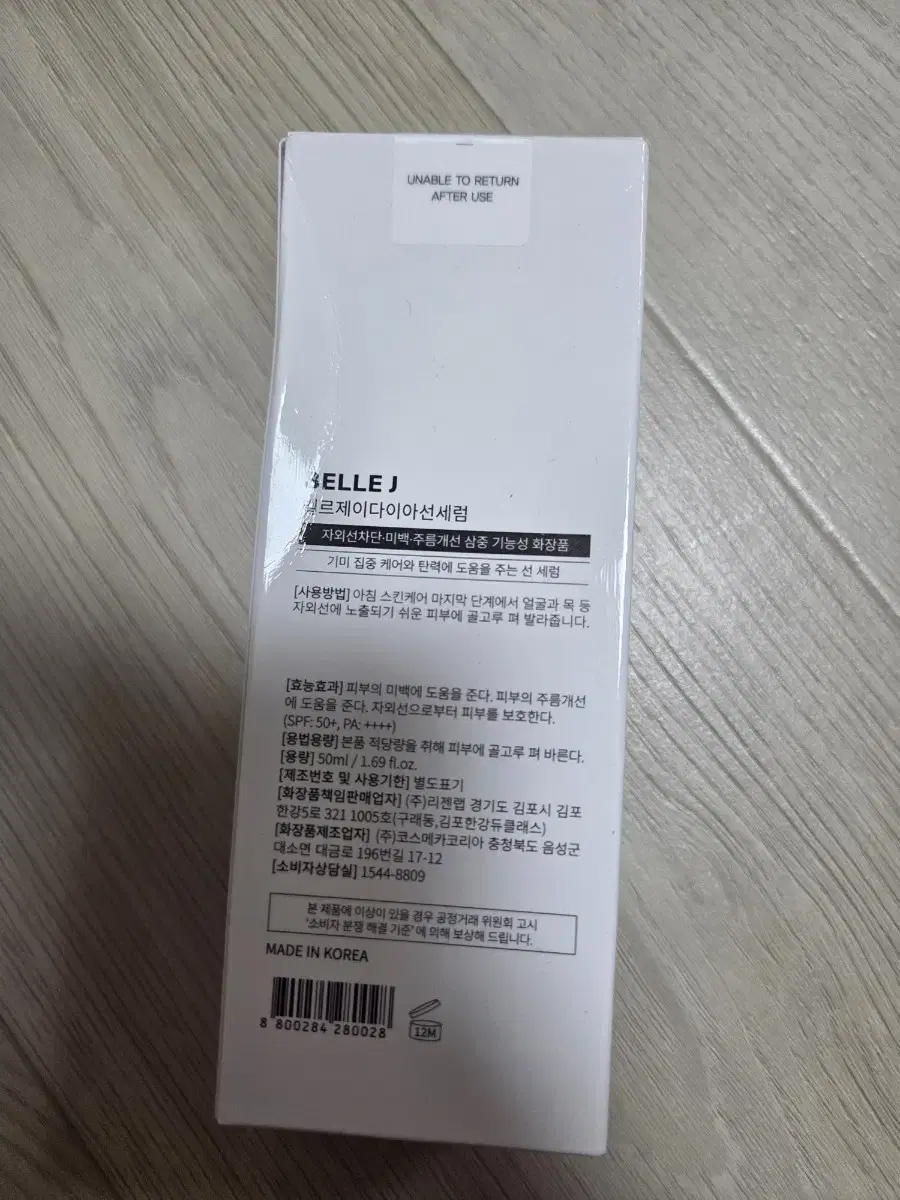 UNABLE TO RETURN
AFTER USE
BELLE J
벨르제이다이아선세럼
자외선차단·미백·주름개선 삼중 기능성 화장품
기미 집중 케어와 탄력에 도움을 주는 선 세럼
[사용방법] 아침 스킨케어 마지막 단계에서 얼굴과 목 등
자외선에 노출되기 쉬운 피부에 골고루 펴 발라줍니다.
[효능효과] 피부의 미백에 도움을 준다. 피부의 주름개선
에 도움을 준다. 자외선으로부터 피부를 보호한다.
(SPF: 50+, PA: ++++)
[용법용량] 본품 적당량을 취해 피부에 골고루 펴 바른다.
[용량] 50ml / 1.69 fl.oz.
[제조번호 및 사용기한] 별도표기
[화장품책임판매업자] (주)리젠랩 경기도 김포시 김포
한강5로 321 1005호(구래동,김포한강듀클래스)
[화장품제조업자] (주)코스메카코리아 충청북도 음성군
대소면 대금로 196번길 17-12
[소비자상담실] 1544-8809
본 제품에 이상이 있을 경우 공정거래 위원회 고시
'소비자 분쟁 해결 기준'에 의해 보상해 드립니다.
MADE IN KOREA
8 800284 280028
12M